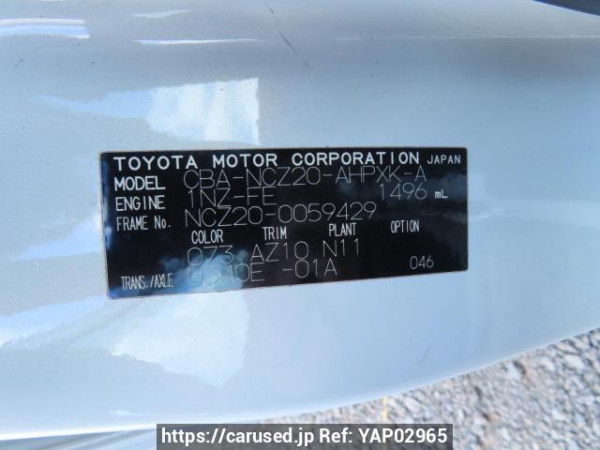 TOYOTA MOTOR CORPORATION JAPAN
MODEL CBA-NCZ20-AHPXK-A
ENGINE 1NZ-FE 1496 mL
FRAME No. NCZ20-0059429
COLOR TRIM PLANT OPTION
073 AZ10 N11
TRANS./AXLE -01A 046
https://carused.jp Ref: YAP02965